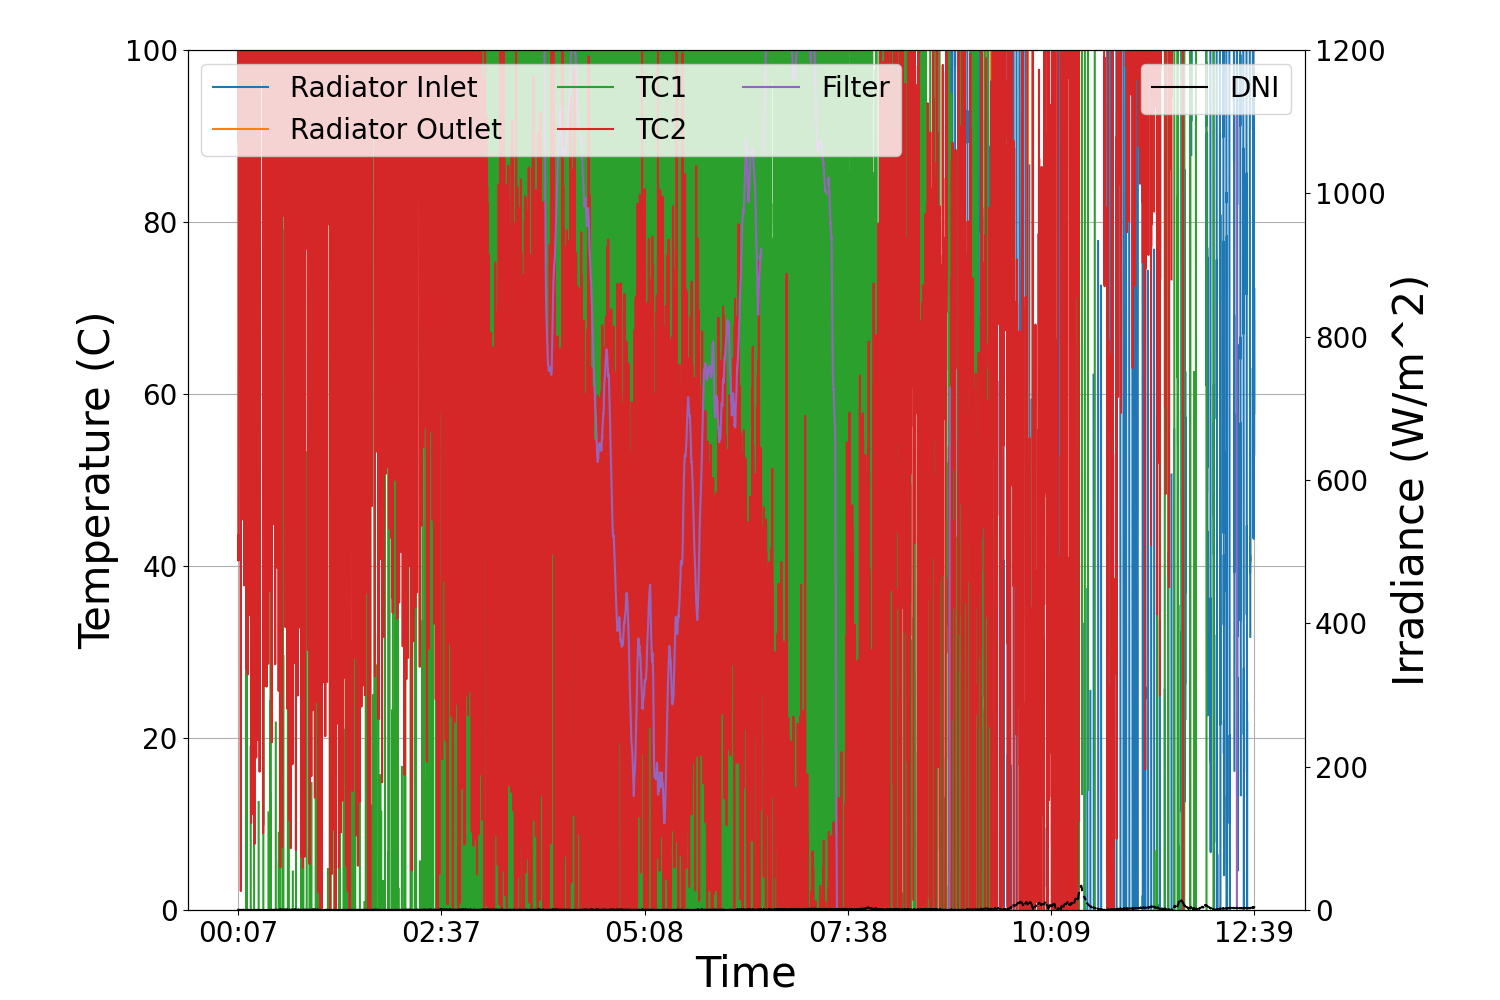 100
80
60
40
20
0
Temperature (C)
Radiator Inlet
Radiator Outlet
TC1
TC2
Filter
DNI
1200
1000
800
600
400
200
0
Irradiance (W/m^2)
00:07
02:37
05:08
07:38
10:09
12:39
Time